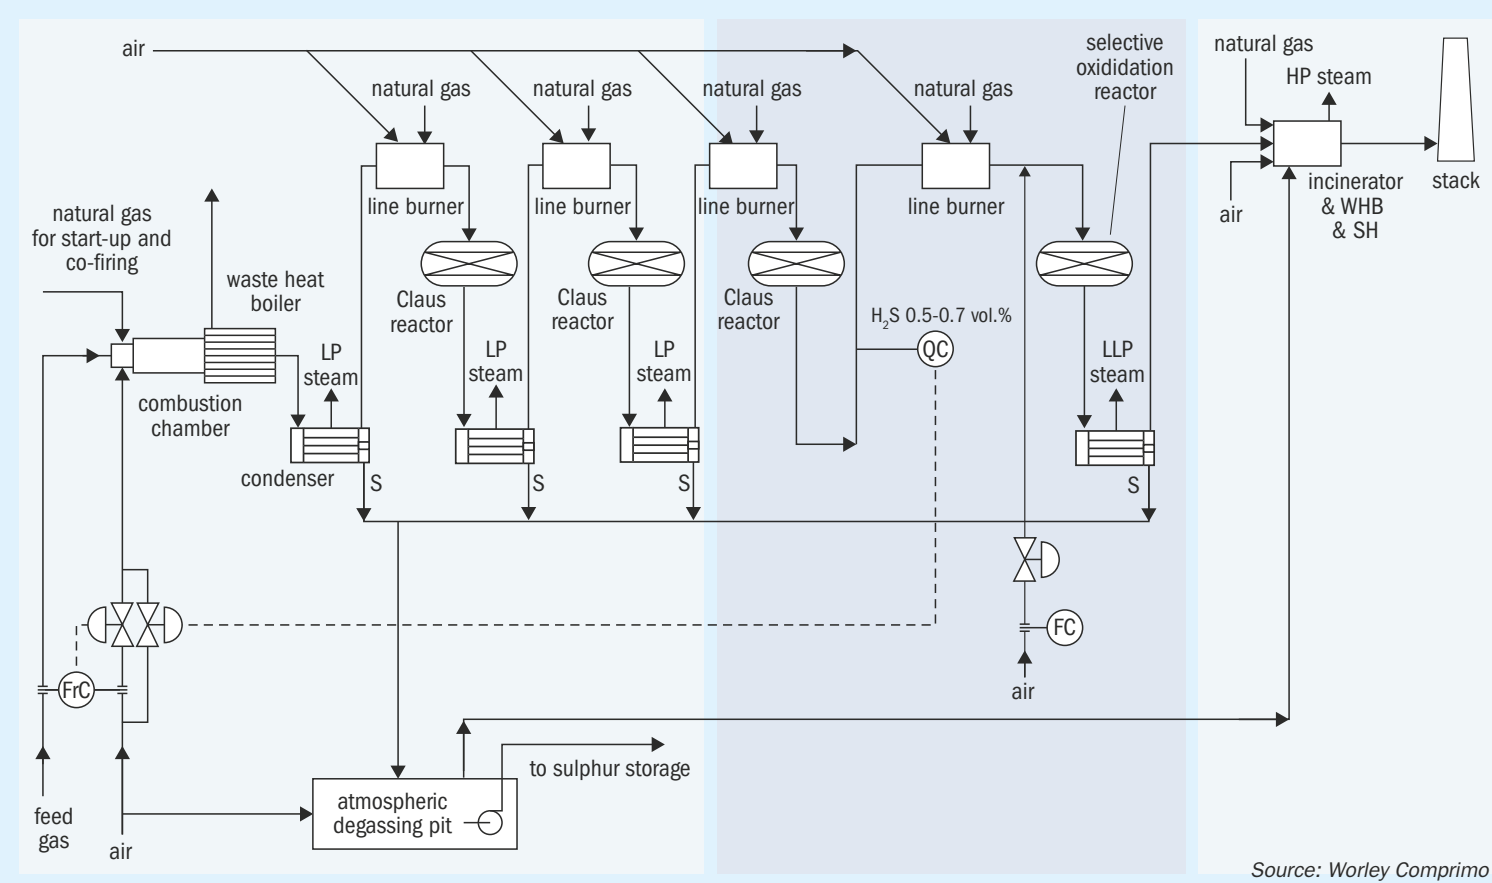 air
natural gas
natural gas
natural gas
natural gas
selective
oxididation
reactor
natural gas
HP steam
line burner
line burner
line burner
line burner
incinerator
& WHB
& SH
stack
air
natural gas
for start-up and
co-firing
waste heat
boiler
Claus
reactor
Claus
reactor
Claus
reactor
H2S 0.5-0.7 vol.%
QC
LP
steam
LP
steam
LP
steam
LLP
steam
combustion
chamber
condenser
S
S
S
S
FC
air
FrC
to sulphur storage
atmospheric
degassing pit
feed
gas
air
Source: Worley Comprimo